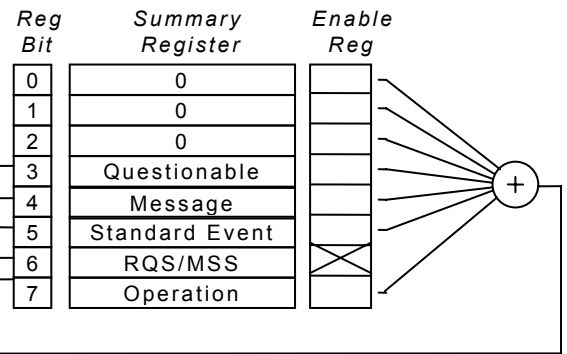 Reg Summary Enable
Bit Register Reg
0 0
1 0
2 0
3 Questionable
4 Message
5 Standard Event
6 RQS/MSS
7 Operation
+